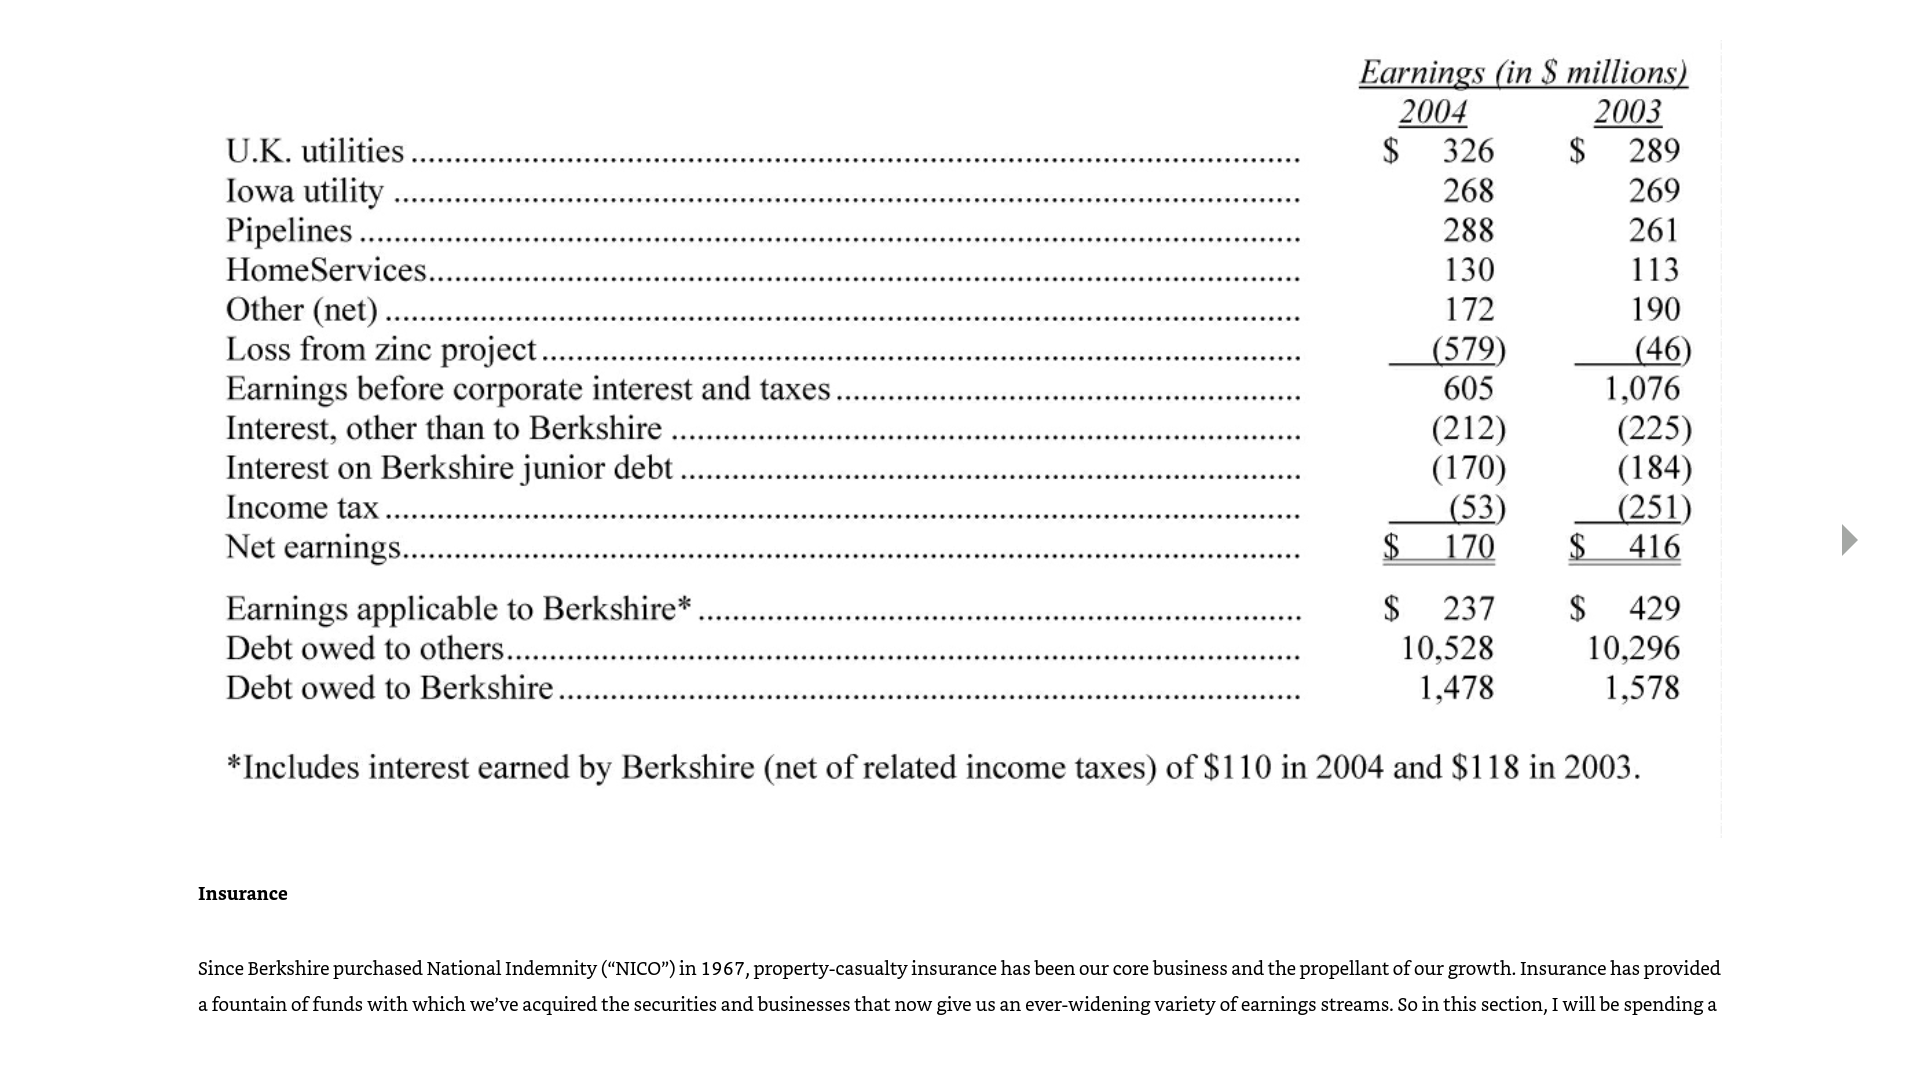 Earnings (in $ millions)
2004 2003
U.K. utilities ........................................ $ 326 $ 289
Iowa utility ........................................ 268 269
Pipelines ........................................ 288 261
HomeServices........................................ 130 113
Other (net) ........................................ 172 190
Loss from zinc project ........................................ (579) (46)
Earnings before corporate interest and taxes ........................................ 605 1,076
Interest, other than to Berkshire ........................................ (212) (225)
Interest on Berkshire junior debt ........................................ (170) (184)
Income tax ........................................ (53) (251)
Net earnings........................................ $ 170 $ 416
Earnings applicable to Berkshire* ........................................ $ 237 $ 429
Debt owed to others........................................ 10,528 10,296
Debt owed to Berkshire ........................................ 1,478 1,578
*Includes interest earned by Berkshire (net of related income taxes) of $110 in 2004 and $118 in 2003.
Insurance
Since Berkshire purchased National Indemnity (“NICO”) in 1967, property-casualty insurance has been our core business and the propellant of our growth. Insurance has provided
a fountain of funds with which we’ve acquired the securities and businesses that now give us an ever-widening variety of earnings streams. So in this section, I will be spending a